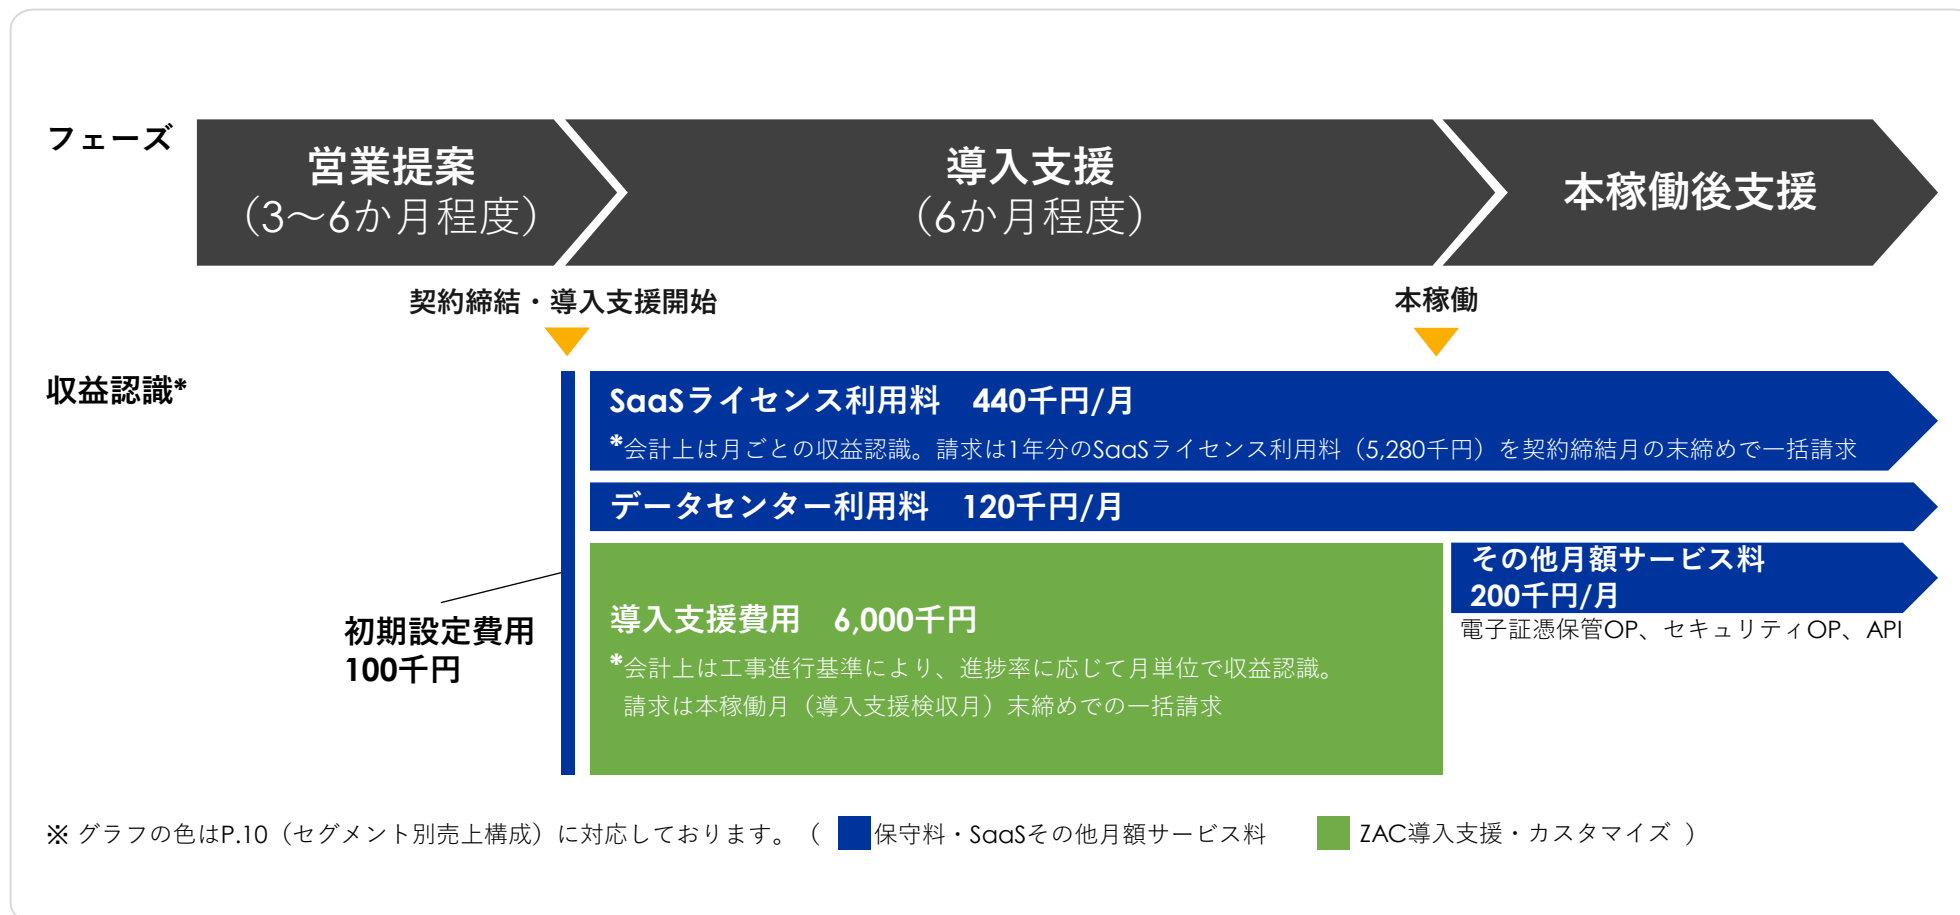 フェーズ
営業提案
（3〜6か月程度）
導入支援
（6か月程度）
本稼働後支援
契約締結・導入支援開始
本稼働
収益認識*
SaaSライセンス利用料　440千円/月
*会計上は月ごとの収益認識。請求は1年分のSaaSライセンス利用料（5,280千円）を契約締結月の末締めで一括請求
データセンター利用料　120千円/月
初期設定費用
100千円
導入支援費用　6,000千円
*会計上は工事進行基準により、進捗率に応じて月単位で収益認識。
請求は本稼働月（導入支援検収月）末締めでの一括請求
その他月額サービス料
200千円/月
電子証憑保管OP、セキュリティOP、API
※ グラフの色はP.10（セグメント別売上構成）に対応しております。（ 保守料・SaaSその他月額サービス料　ZAC導入支援・カスタマイズ ）